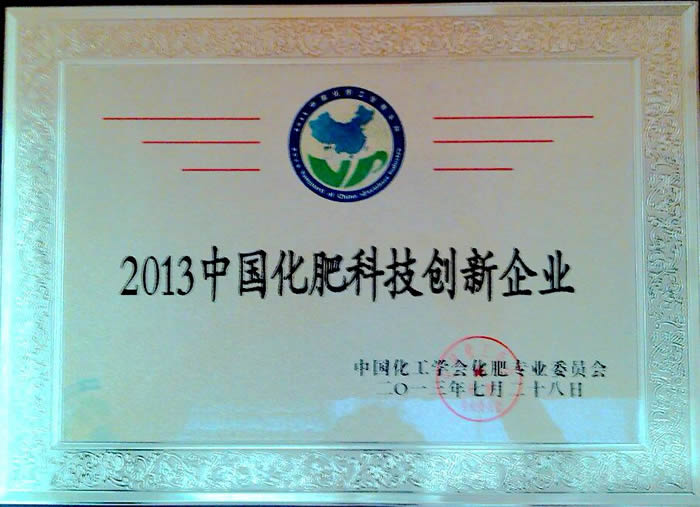 2013中国化肥科技创新企业
中国化工学会化肥专业委员会
二〇一三年七月二十八日